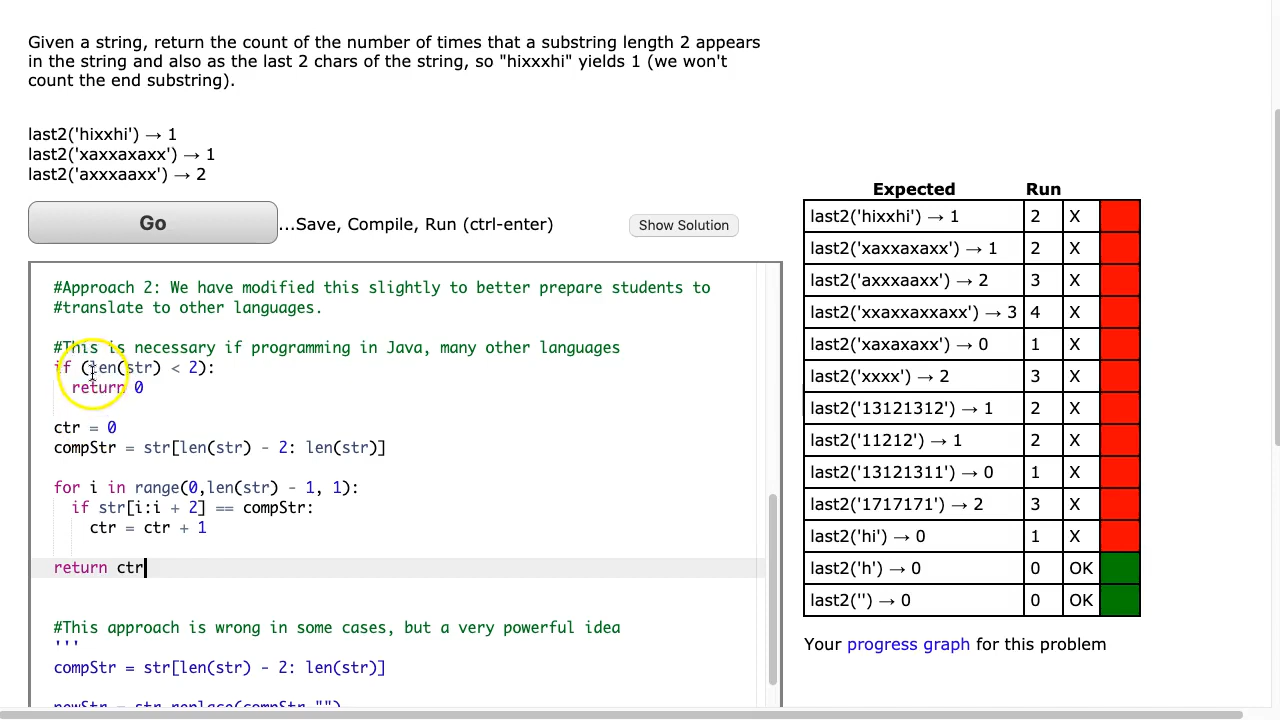 Given a string, return the count of the number of times that a substring length 2 appears
in the string and also as the last 2 chars of the string, so "hixxxhi" yields 1 (we won't
count the end substring).
last2('hixxhi') → 1
last2('xaxxaxaxx') → 1
last2('axxxaaxx') → 2
Go
...Save, Compile, Run (ctrl-enter)
Show Solution
#Approach 2: We have modified this slightly to better prepare students to
#translate to other languages.
#This is necessary if programming in Java, many other languages
if (len(str) < 2):
return 0
ctr = 0
compStr = str[len(str) - 2: len(str)]
for i in range(0,len(str) - 1, 1):
if str[i:i + 2] == compStr:
ctr = ctr + 1
return ctr
#This approach is wrong in some cases, but a very powerful idea
'''
compStr = str[len(str) - 2: len(str)]
newStr = str.replace(compStr,"")
Expected Run
last2('hixxhi') → 1 2 X
last2('xaxxaxaxx') → 1 2 X
last2('axxxaaxx') → 2 3 X
last2('xxaxxaxxaxx') → 3 4 X
last2('xaxaxaxx') → 0 1 X
last2('xxxx') → 2 3 X
last2('13121312') → 1 2 X
last2('11212') → 1 2 X
last2('13121311') → 0 1 X
last2('1717171') → 2 3 X
last2('hi') → 0 1 X
last2('h') → 0 0 OK
last2('') → 0 0 OK
Your progress graph for this problem